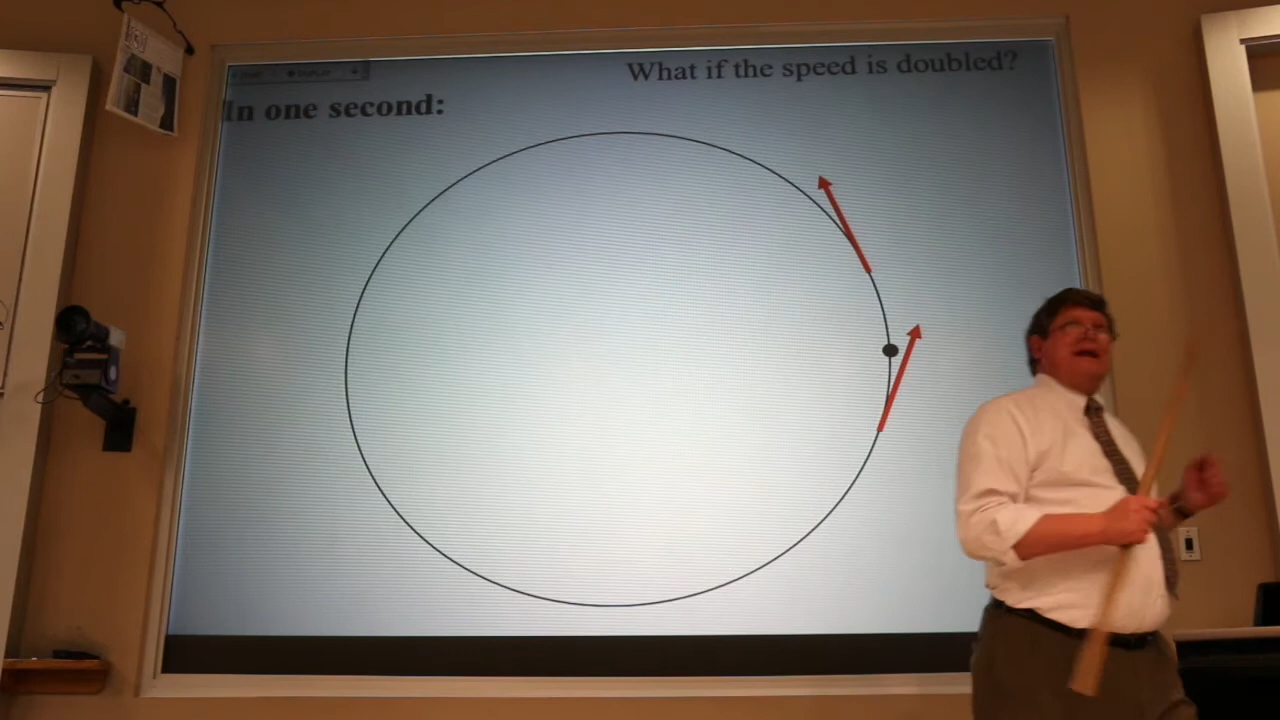 What if the speed is doubled?
In one second: